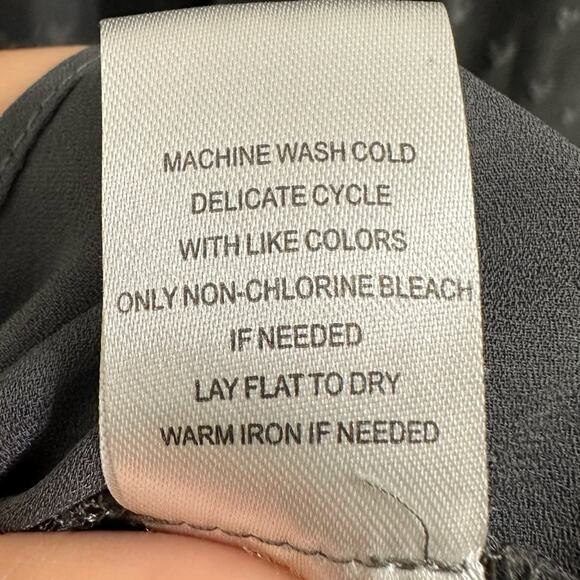 MACHINE WASH COLD
DELICATE CYCLE
WITH LIKE COLORS
ONLY NON-CHLORINE BLEACH
IF NEEDED
LAY FLAT TO DRY
WARM IRON IF NEEDED